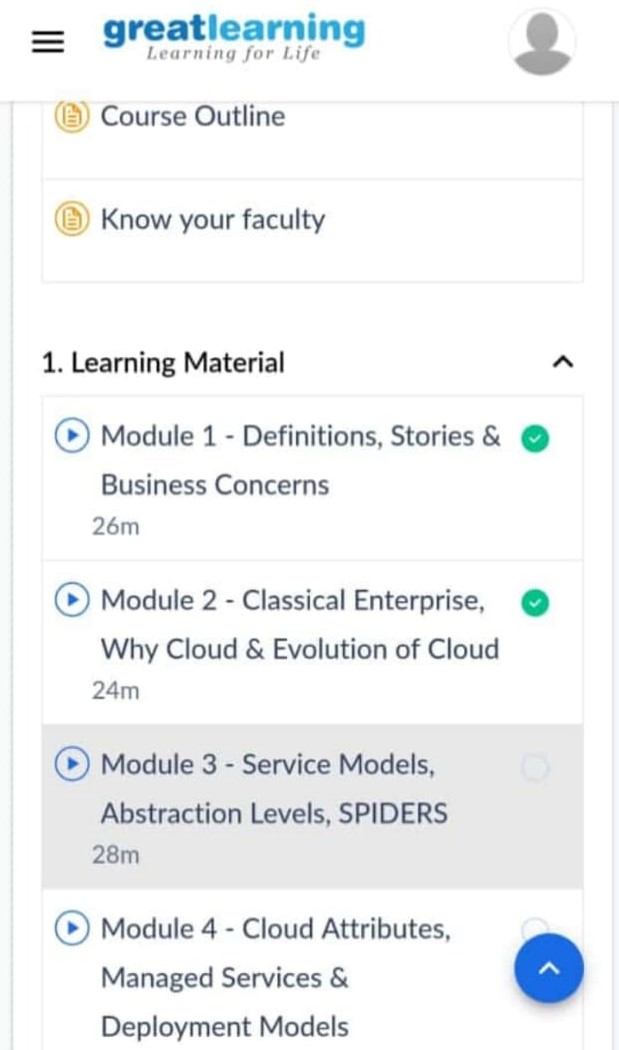 greatlearning
Learning for Life
Course Outline
Know your faculty
1. Learning Material
Module 1 - Definitions, Stories &
Business Concerns
26m
Module 2 - Classical Enterprise,
Why Cloud & Evolution of Cloud
24m
Module 3 - Service Models,
Abstraction Levels, SPIDERS
28m
Module 4 - Cloud Attributes,
Managed Services &
Deployment Models